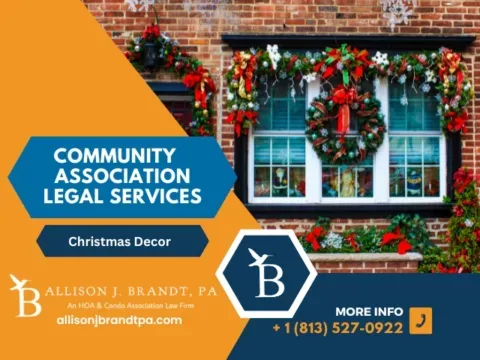 COMMUNITY
ASSOCIATION
LEGAL SERVICES
Christmas Decor
B
ALLISON J. BRANDT, PA
An HOA & Condo Association Law Firm
allisonjbrandtpa.com
B
MORE INFO
+ 1 (813) 527-0922